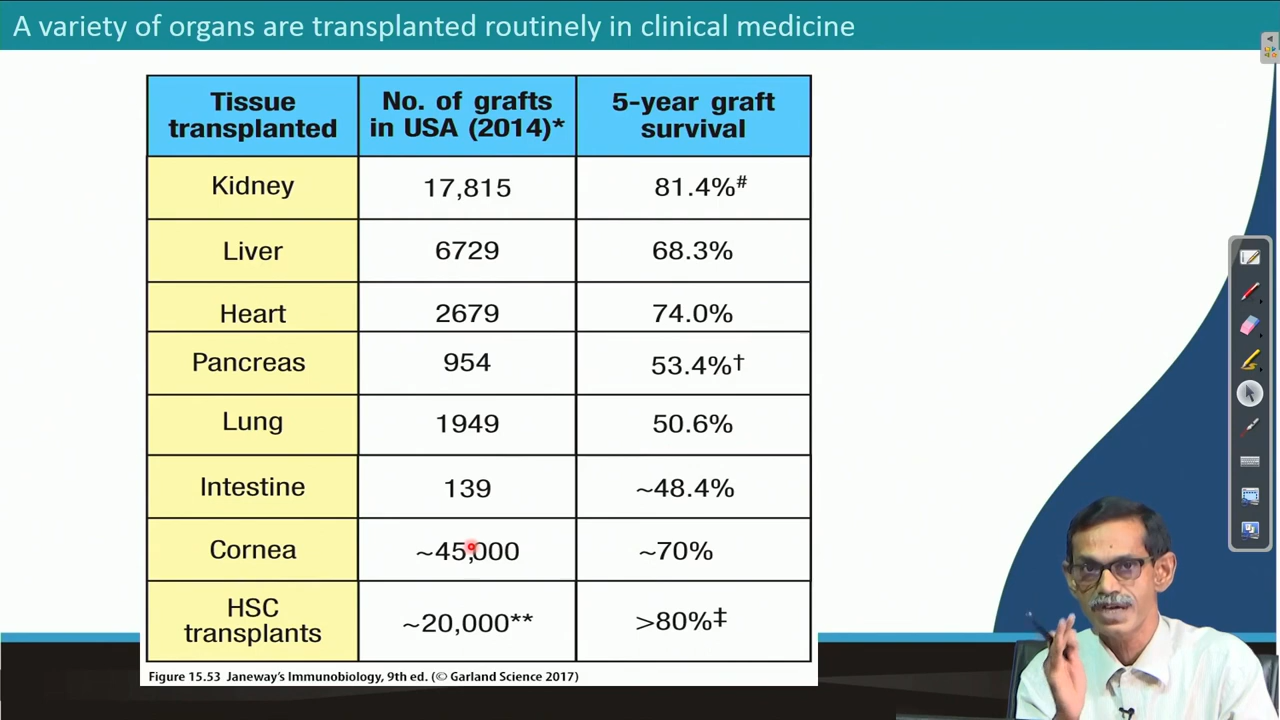 A variety of organs are transplanted routinely in clinical medicine
Tissue transplanted
No. of grafts in USA (2014)*
5-year graft survival
Kidney
17,815
81.4%#
Liver
6729
68.3%
Heart
2679
74.0%
Pancreas
954
53.4%†
Lung
1949
50.6%
Intestine
139
~48.4%
Cornea
~45,000
~70%
HSC transplants
~20,000**
>80%‡
Figure 15.53 Janeway's Immunobiology, 9th ed. (© Garland Science 2017)